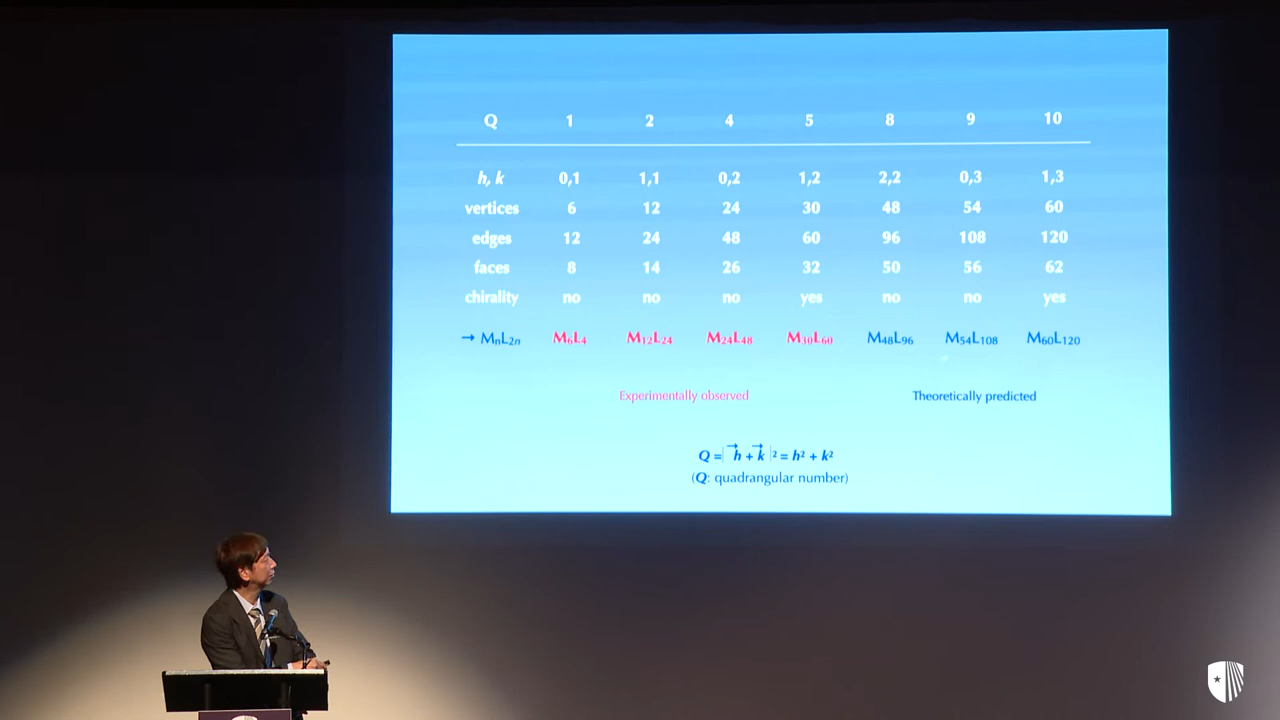 Q 1 2 4 5 8 9 10
h, k 0,1 1,1 0,2 1,2 2,2 0,3 1,3
vertices 6 12 24 30 48 54 60
edges 12 24 48 60 96 108 120
faces 8 14 26 32 50 56 62
chirality no no no yes no no yes
→ MnL2n M6L4 M12L24 M24L48 M30L60 M48L96 M54L108 M60L120
Experimentally observed Theoretically predicted
Q =| h + k |2 = h2 + k2
(Q: quadrangular number)